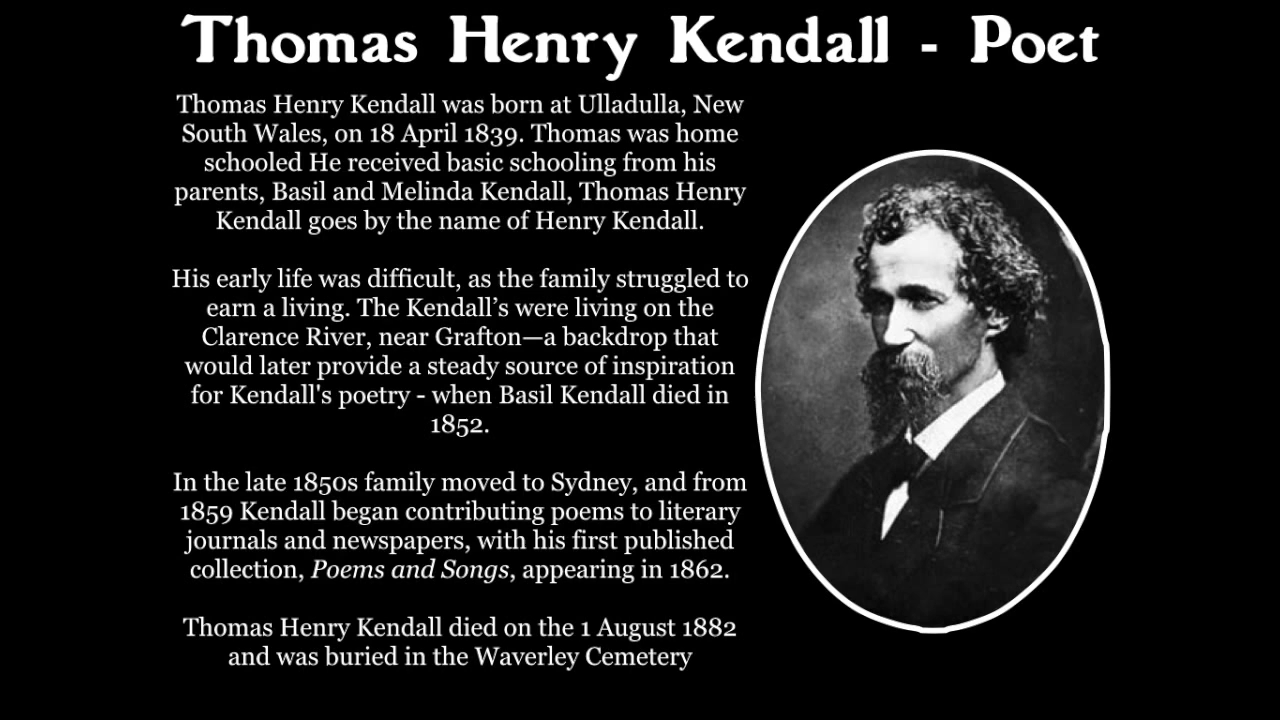 Thomas Henry Kendall - Poet
Thomas Henry Kendall was born at Ulladulla, New
South Wales, on 18 April 1839. Thomas was home
schooled He received basic schooling from his
parents, Basil and Melinda Kendall, Thomas Henry
Kendall goes by the name of Henry Kendall.
His early life was difficult, as the family struggled to
earn a living. The Kendall’s were living on the
Clarence River, near Grafton—a backdrop that
would later provide a steady source of inspiration
for Kendall's poetry - when Basil Kendall died in
1852.
In the late 1850s family moved to Sydney, and from
1859 Kendall began contributing poems to literary
journals and newspapers, with his first published
collection, Poems and Songs, appearing in 1862.
Thomas Henry Kendall died on the 1 August 1882
and was buried in the Waverley Cemetery